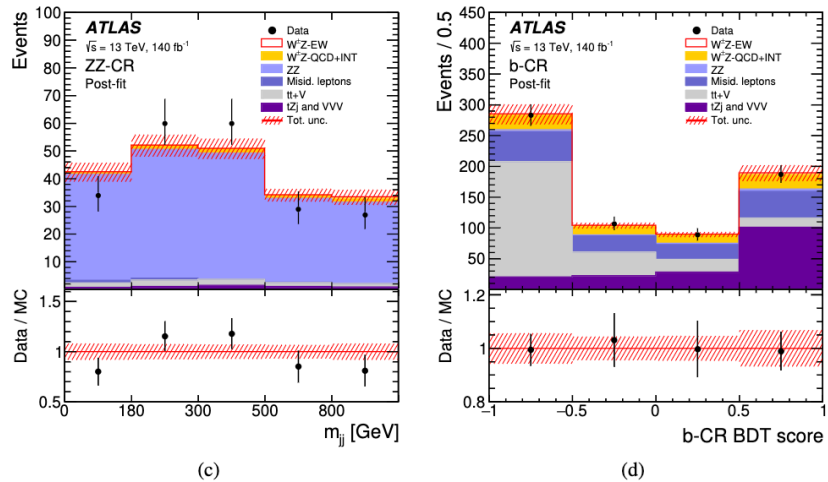 Events
100
90
80
70
60
50
40
30
20
10
ATLAS
√s = 13 TeV, 140 fb⁻¹
ZZ-CR
Post-fit
Data
W±Z-EW
W±Z-QCD+INT
ZZ
Misid. leptons
tt+V
tZj and VVV
Tot. unc.
Data / MC
1.5
1
0.5
0 180 300 500 800
m_jj [GeV]
(c)
Events / 0.5
450
400
350
300
250
200
150
100
50
ATLAS
√s = 13 TeV, 140 fb⁻¹
b-CR
Post-fit
Data
W±Z-EW
W±Z-QCD+INT
ZZ
Misid. leptons
tt+V
tZj and VVV
Tot. unc.
Data / MC
1.2
1
0.8
−1 −0.5 0 0.5 1
b-CR BDT score
(d)